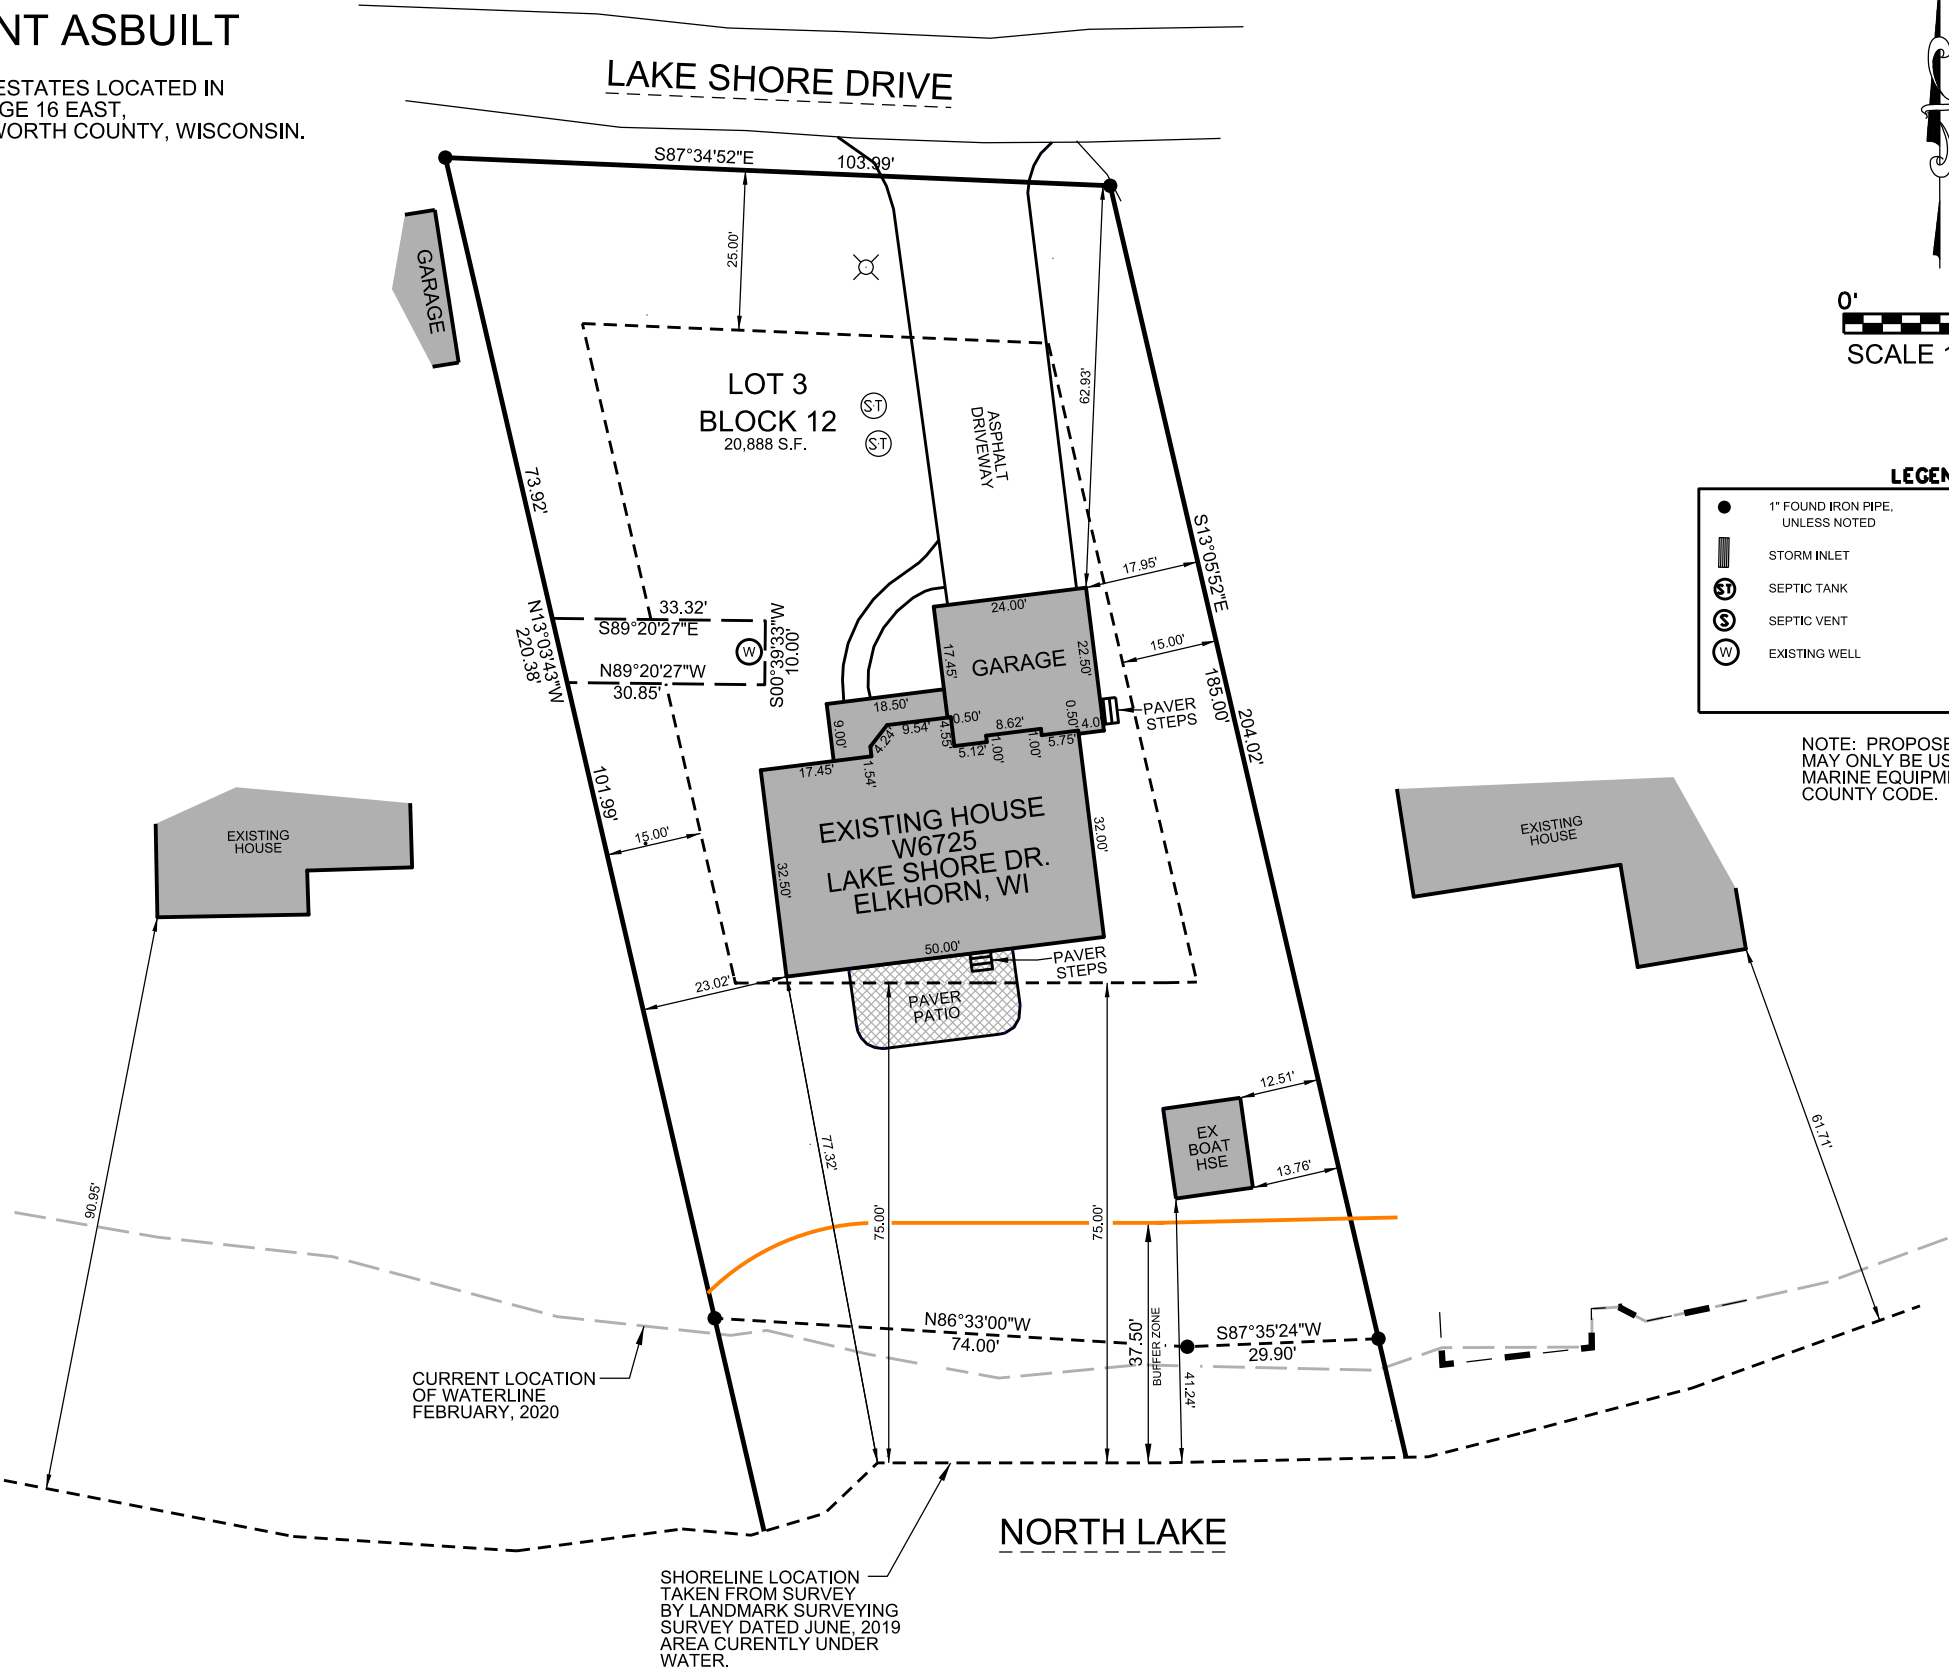 NT ASBUILT
ESTATES LOCATED IN
GE 16 EAST,
WORTH COUNTY, WISCONSIN.
LAKE SHORE DRIVE
S87°34'52"E
103.99'
25.00'
GARAGE
62.93'
LOT 3
BLOCK 12
20,888 S.F.
ST
ST
ASPHALT
DRIVEWAY
0'
SCALE 1
LEGEN
1" FOUND IRON PIPE,
UNLESS NOTED
STORM INLET
ST
SEPTIC TANK
S
SEPTIC VENT
W
EXISTING WELL
NOTE: PROPOSE
MAY ONLY BE US
MARINE EQUIPME
COUNTY CODE.
73.92'
S13°05'52"E
17.95'
24.00'
33.32'
S89°20'27"E
W
S00°39'33"W
10.00'
N89°20'27"W
30.85'
N13°03'43"W
220.38'
17.45'
GARAGE
22.50'
15.00'
185.00'
204.02'
PAVER
STEPS
18.50'
9.00'
4.24'
9.54'
4.55'
0.50'
8.62'
0.50'
4.0
17.45'
1.54'
5.12'
1.00'
1.00'
5.75'
101.99'
15.00'
EXISTING HOUSE
W6725
LAKE SHORE DR.
ELKHORN, WI
32.50'
32.00'
50.00'
EXISTING
HOUSE
EXISTING
HOUSE
PAVER
STEPS
23.02'
PAVER
PATIO
12.51'
EX
BOAT
HSE
13.76'
77.32'
61.71'
90.95'
75.00'
75.00'
N86°33'00"W
74.00'
37.50'
BUFFER ZONE
S87°35'24"W
29.90'
41.24'
CURRENT LOCATION
OF WATERLINE
FEBRUARY, 2020
NORTH LAKE
SHORELINE LOCATION
TAKEN FROM SURVEY
BY LANDMARK SURVEYING
SURVEY DATED JUNE, 2019
AREA CURENTLY UNDER
WATER.